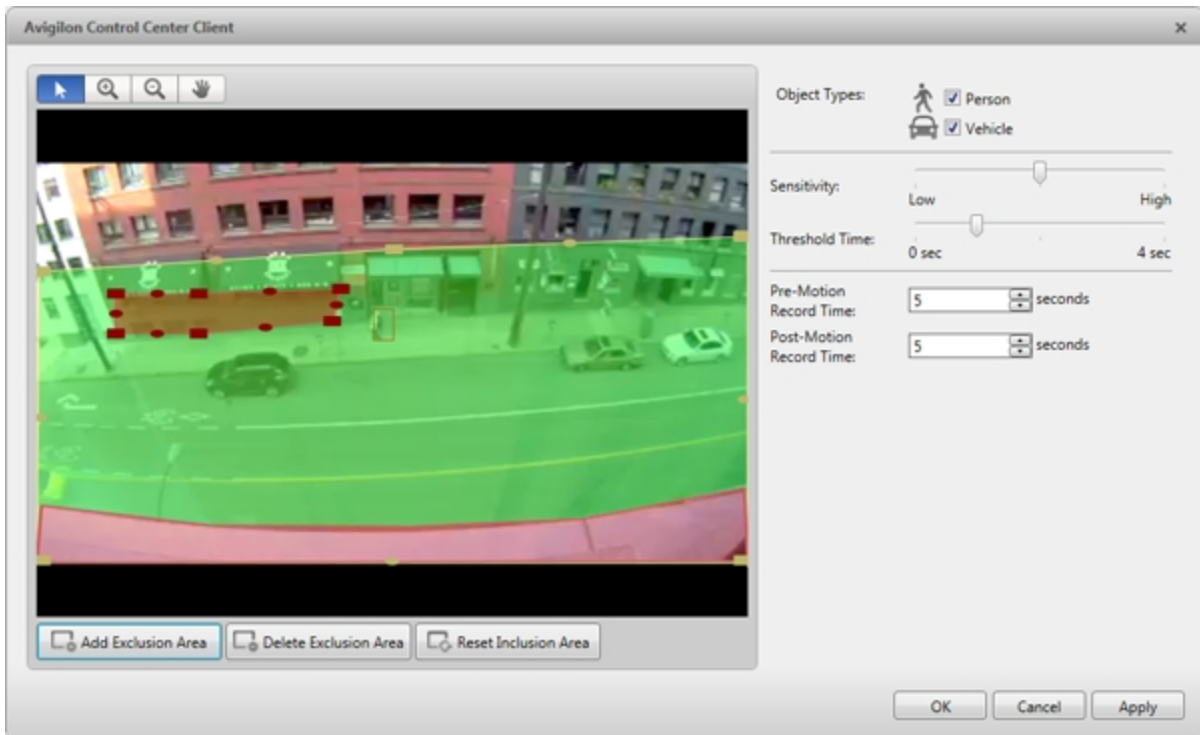 Avigilon Control Center Client
Object Types:
Person
Vehicle
Sensitivity:
Low
High
Threshold Time:
0 sec
4 sec
Pre-Motion
Record Time:
5
seconds
Post-Motion
Record Time:
5
seconds
Add Exclusion Area
Delete Exclusion Area
Reset Inclusion Area
OK
Cancel
Apply